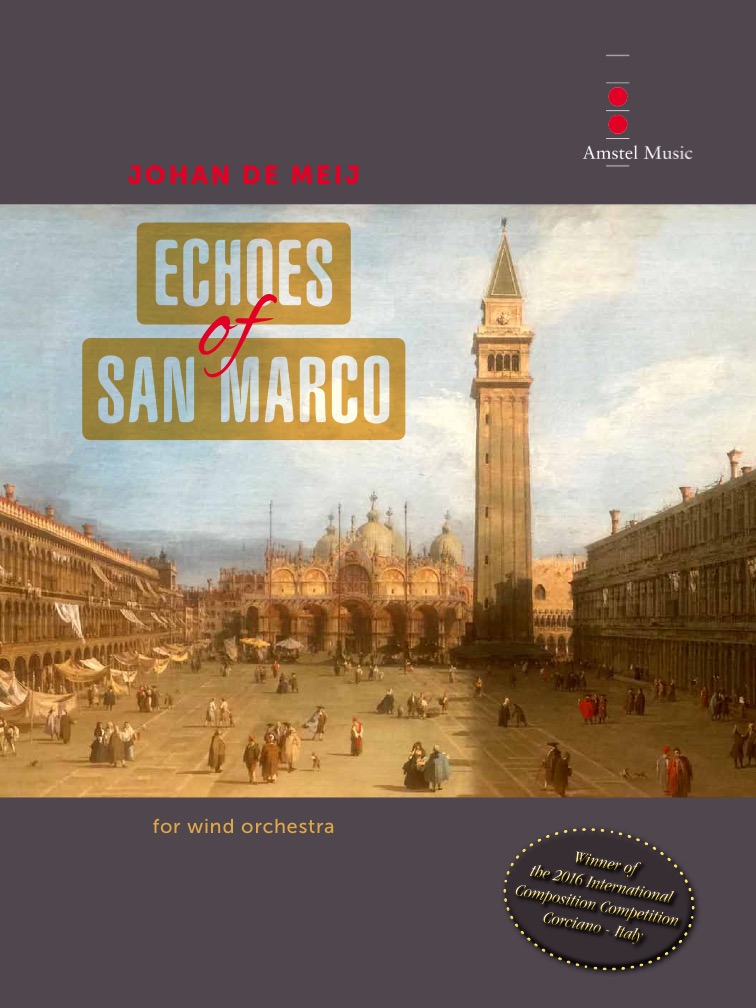 Amstel Music
JOHAN DE MEIJ
ECHOES
of
SAN MARCO
for wind orchestra
Winner of
the 2016 International
Composition Competition
Corciano - Italy